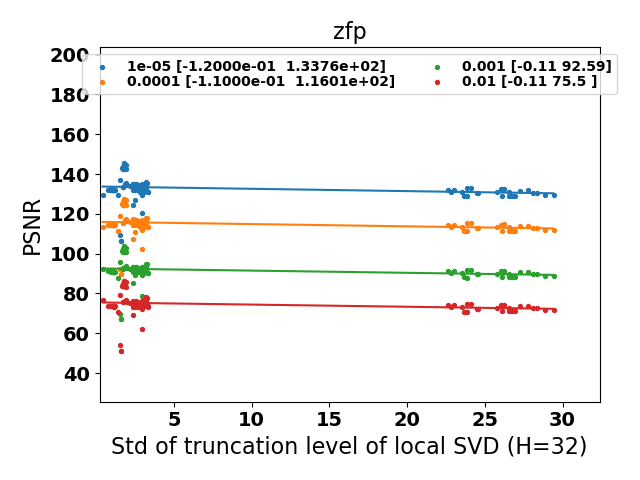 zfp
200
180
160
140
120
100
80
60
40
PSNR
1e-05 [-1.2000e-01  1.3376e+02]
0.0001 [-1.1000e-01  1.1601e+02]
0.001 [-0.11 92.59]
0.01 [-0.11 75.5 ]
5 10 15 20 25 30
Std of truncation level of local SVD (H=32)